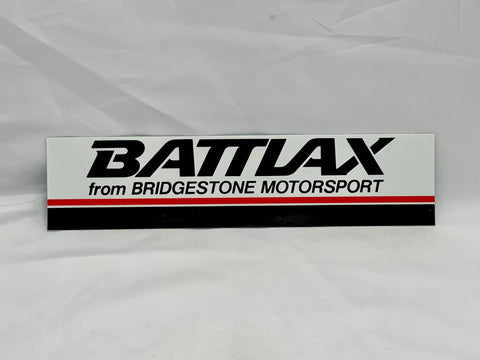 BATTLAX
from BRIDGESTONE MOTORSPORT